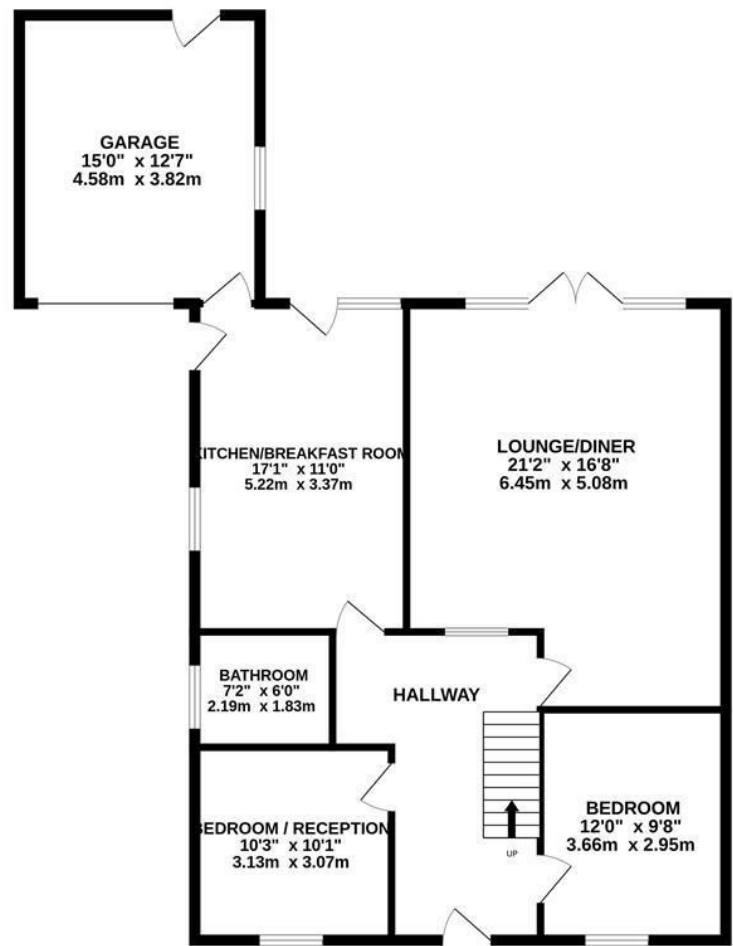 GARAGE
15'0" x 12'7"
4.58m x 3.82m
KITCHEN/BREAKFAST ROOM
17'1" x 11'0"
5.22m x 3.37m
LOUNGE/DINER
21'2" x 16'8"
6.45m x 5.08m
BATHROOM
7'2" x 6'0"
2.19m x 1.83m
HALLWAY
BEDROOM / RECEPTION
10'3" x 10'1"
3.13m x 3.07m
UP
BEDROOM
12'0" x 9'8"
3.66m x 2.95m